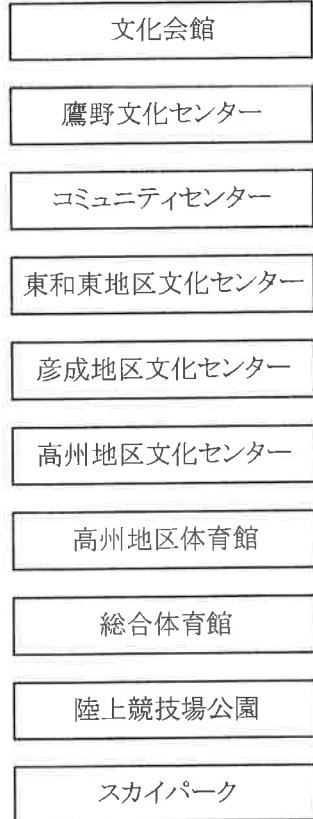 文化会館
鷹野文化センター
コミュニティセンター
東和東地区文化センター
彦成地区文化センター
高州地区文化センター
高州地区体育館
総合体育館
陸上競技場公園
スカイパーク